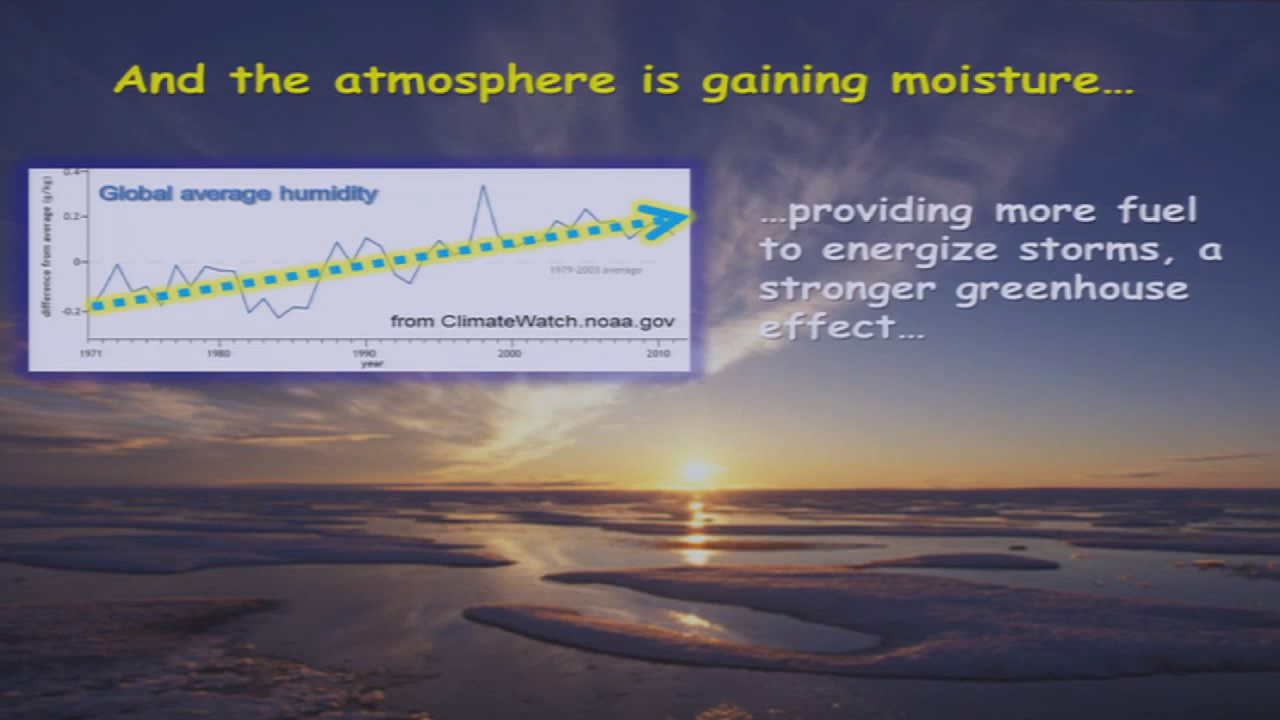 And the atmosphere is gaining moisture...
Global average humidity
difference from average (g/kg)
0.4
0.2
0
-0.2
1979-2003 average
from ClimateWatch.noaa.gov
1971
1980
1990
2000
2010
year
...providing more fuel
to energize storms, a
stronger greenhouse
effect...